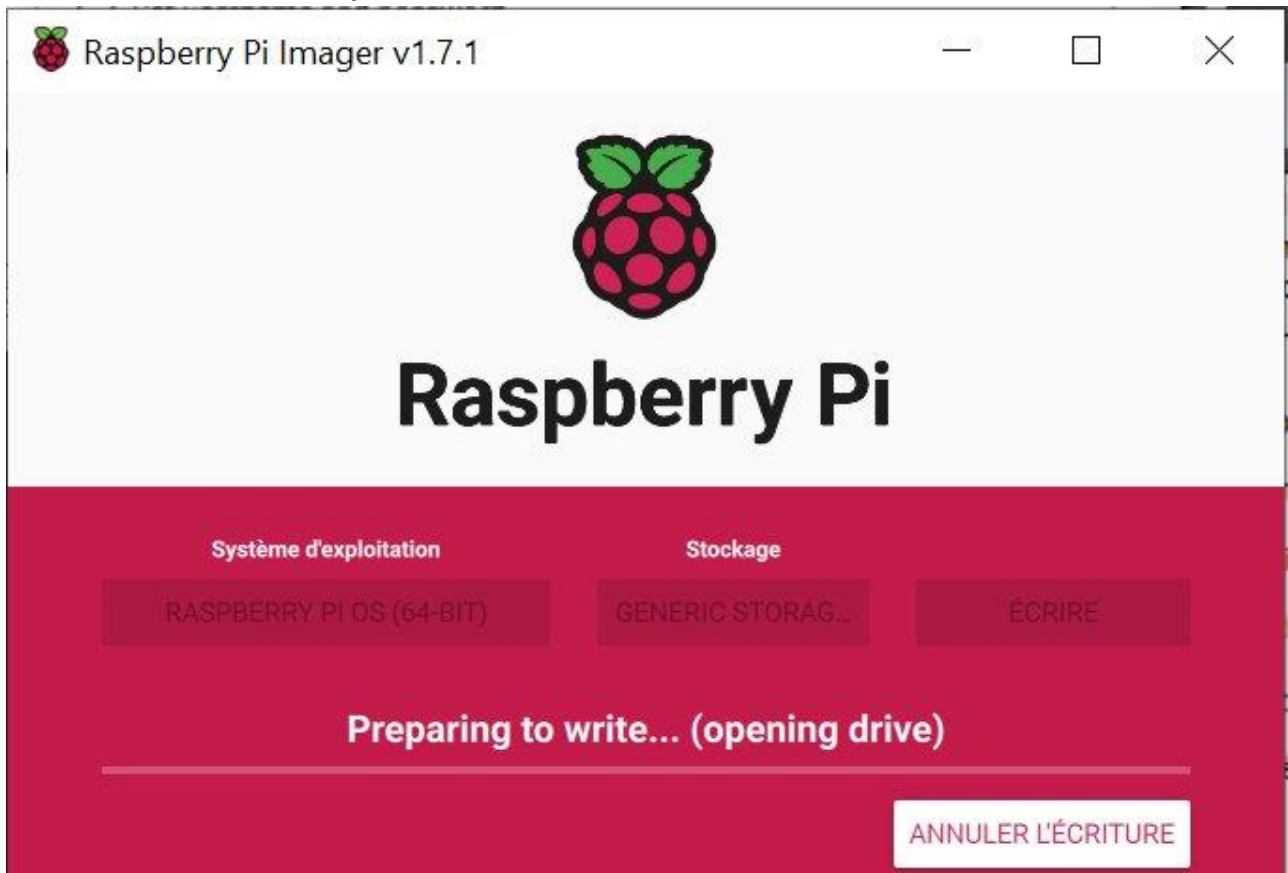 Raspberry Pi Imager v1.7.1
Raspberry Pi
Système d'exploitation
Stockage
RASPBERRY PI OS (64-BIT)
GENERIC STORAG...
ÉCRIRE
Preparing to write... (opening drive)
ANNULER L'ÉCRITURE